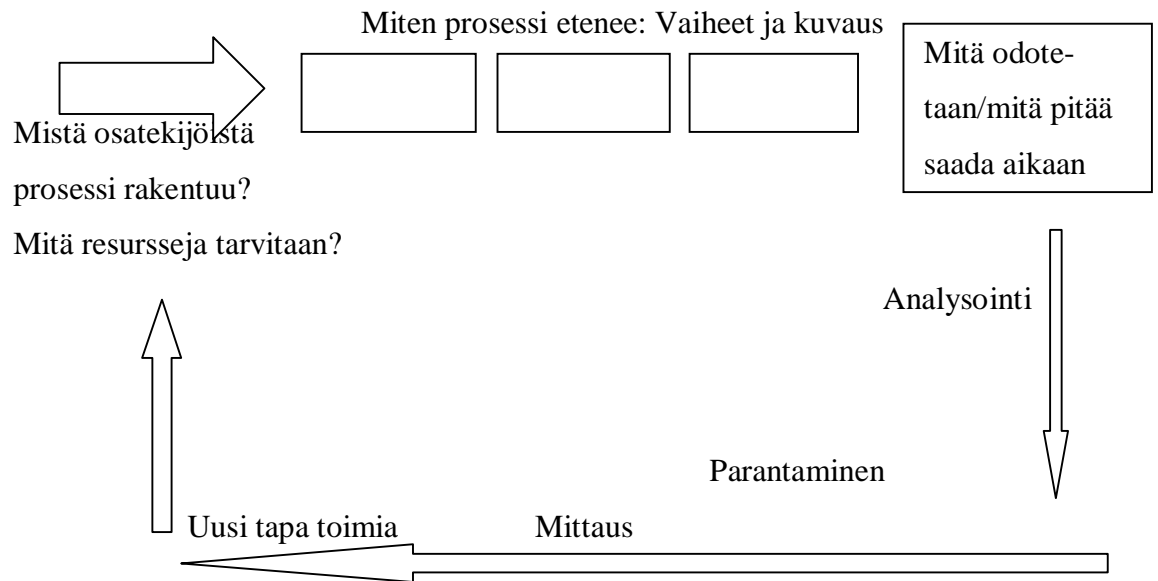 Miten prosessi etenee: Vaiheet ja kuvaus
Mitä odote-
taan/mitä pitää
saada aikaan
Mistä osatekijöistä
prosessi rakentuu?
Mitä resursseja tarvitaan?
Analysointi
Parantaminen
Uusi tapa toimia
Mittaus